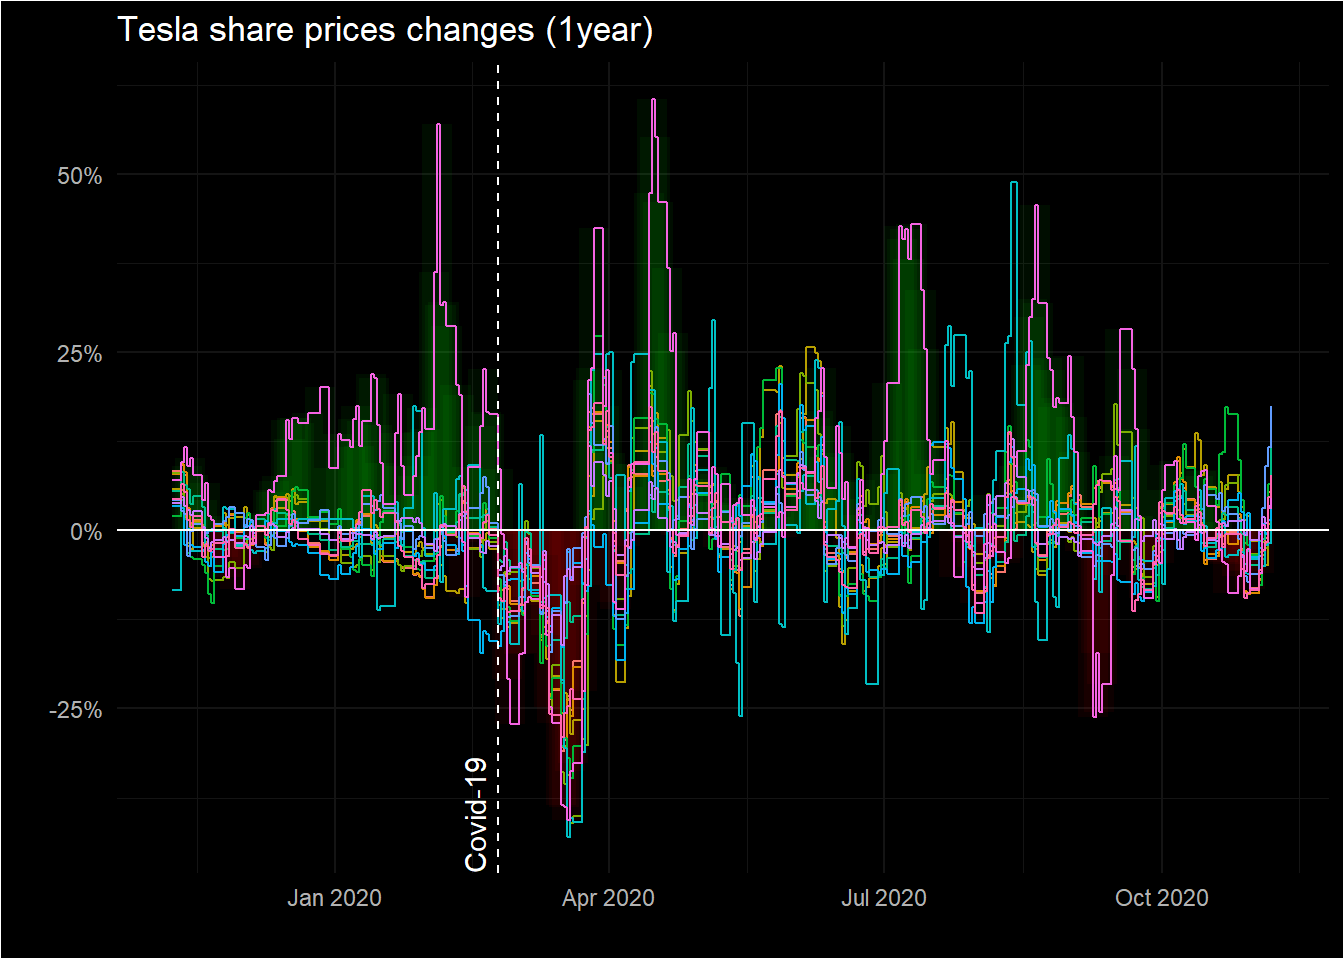 Tesla share prices changes (1year)
50%
25%
0%
-25%
Covid-19
Jan 2020
Apr 2020
Jul 2020
Oct 2020